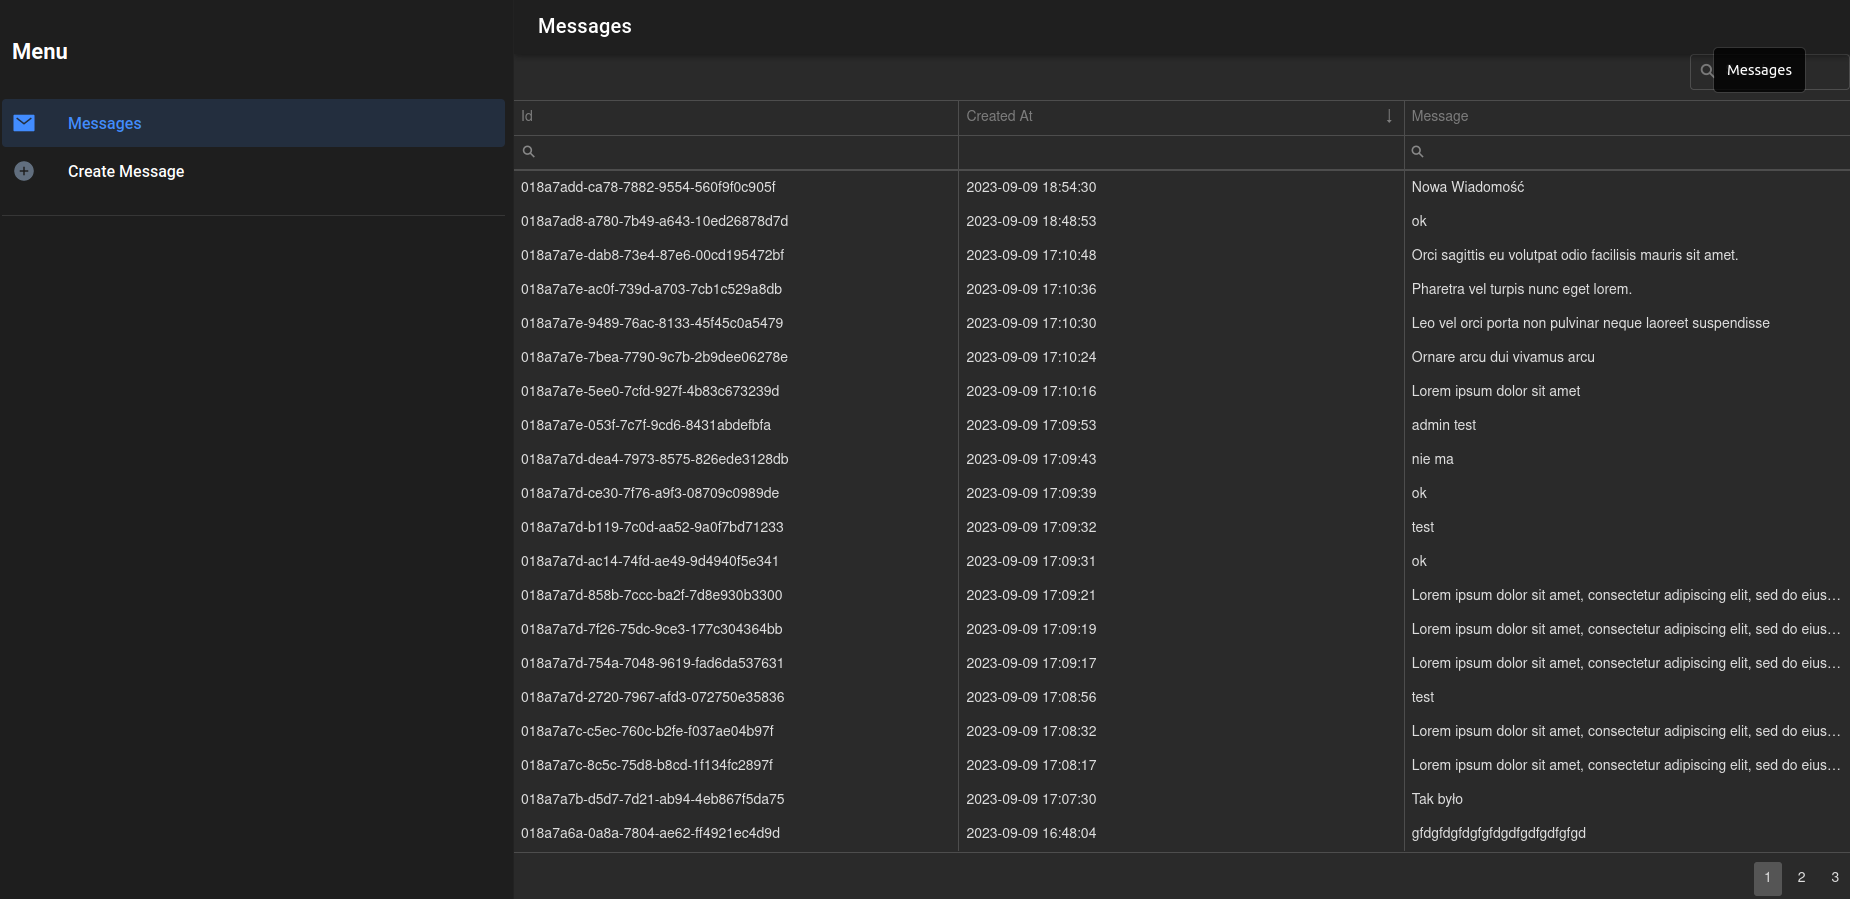 Menu
Messages
Create Message
Messages
Messages
Id Created At Message
018a7add-ca78-7882-9554-560f9f0c905f 2023-09-09 18:54:30 Nowa Wiadomość
018a7ad8-a780-7b49-a643-10ed26878d7d 2023-09-09 18:48:53 ok
018a7a7e-dab8-73e4-87e6-00cd195472bf 2023-09-09 17:10:48 Orci sagittis eu volutpat odio facilisis mauris sit amet.
018a7a7e-ac0f-739d-a703-7cb1c529a8db 2023-09-09 17:10:36 Pharetra vel turpis nunc eget lorem.
018a7a7e-9489-76ac-8133-45f45c0a5479 2023-09-09 17:10:30 Leo vel orci porta non pulvinar neque laoreet suspendisse
018a7a7e-7bea-7790-9c7b-2b9dee06278e 2023-09-09 17:10:24 Ornare arcu dui vivamus arcu
018a7a7e-5ee0-7cfd-927f-4b83c673239d 2023-09-09 17:10:16 Lorem ipsum dolor sit amet
018a7a7e-053f-7c7f-9cd6-8431abdefbfa 2023-09-09 17:09:53 admin test
018a7a7d-dea4-7973-8575-826ede3128db 2023-09-09 17:09:43 nie ma
018a7a7d-ce30-7f76-a9f3-08709c0989de 2023-09-09 17:09:39 ok
018a7a7d-b119-7c0d-aa52-9a0f7bd71233 2023-09-09 17:09:32 test
018a7a7d-ac14-74fd-ae49-9d4940f5e341 2023-09-09 17:09:31 ok
018a7a7d-858b-7ccc-ba2f-7d8e930b3300 2023-09-09 17:09:21 Lorem ipsum dolor sit amet, consectetur adipiscing elit, sed do eius...
018a7a7d-7f26-75dc-9ce3-177c304364bb 2023-09-09 17:09:19 Lorem ipsum dolor sit amet, consectetur adipiscing elit, sed do eius...
018a7a7d-754a-7048-9619-fad6da537631 2023-09-09 17:09:17 Lorem ipsum dolor sit amet, consectetur adipiscing elit, sed do eius...
018a7a7d-2720-7967-afd3-072750e35836 2023-09-09 17:08:56 test
018a7a7c-c5ec-760c-b2fe-f037ae04b97f 2023-09-09 17:08:32 Lorem ipsum dolor sit amet, consectetur adipiscing elit, sed do eius...
018a7a7c-8c5c-75d8-b8cd-1f134fc2897f 2023-09-09 17:08:17 Lorem ipsum dolor sit amet, consectetur adipiscing elit, sed do eius...
018a7a7b-d5d7-7d21-ab94-4eb867f5da75 2023-09-09 17:07:30 Tak było
018a7a6a-0a8a-7804-ae62-ff4921ec4d9d 2023-09-09 16:48:04 gfdgfdgfdgfgfdgdfgdfgdfgfgd
1 2 3